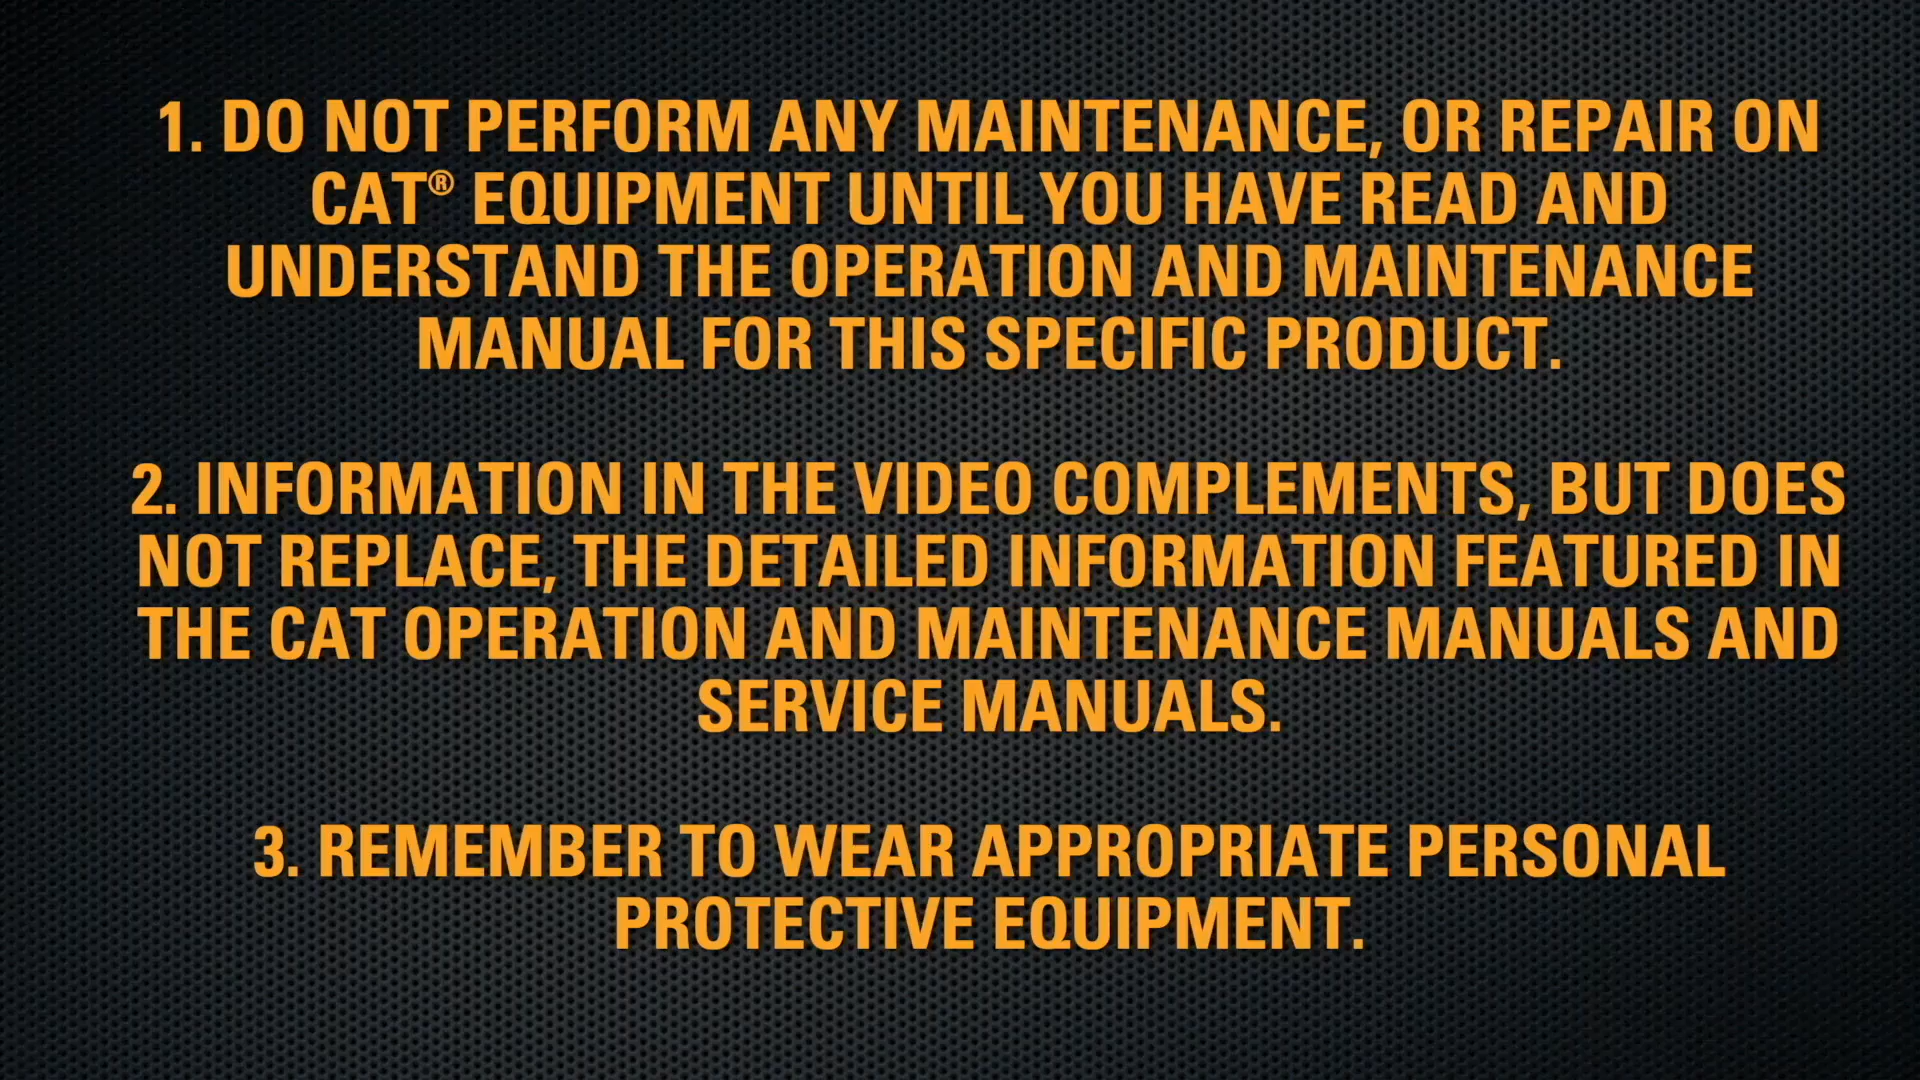 1. DO NOT PERFORM ANY MAINTENANCE, OR REPAIR ON
CAT® EQUIPMENT UNTIL YOU HAVE READ AND
UNDERSTAND THE OPERATION AND MAINTENANCE
MANUAL FOR THIS SPECIFIC PRODUCT.
2. INFORMATION IN THE VIDEO COMPLEMENTS, BUT DOES
NOT REPLACE, THE DETAILED INFORMATION FEATURED IN
THE CAT OPERATION AND MAINTENANCE MANUALS AND
SERVICE MANUALS.
3. REMEMBER TO WEAR APPROPRIATE PERSONAL
PROTECTIVE EQUIPMENT.